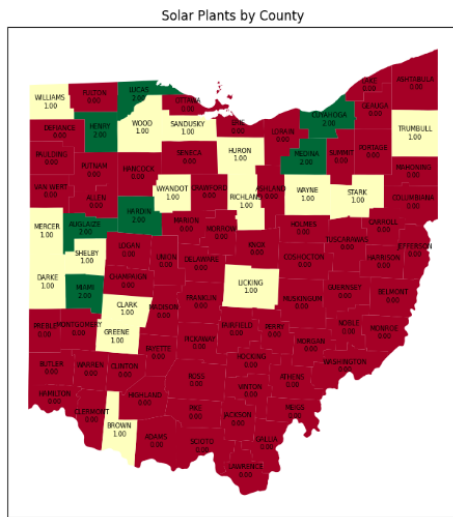 Solar Plants by County
WILLIAMS
1.00
FULTON
0.00
LUCAS
2.00
OTTAWA
0.00
LAKE
0.00
ASHTABULA
0.00
GEAUGA
0.00
CUYAHOGA
2.00
TRUMBULL
1.00
DEFIANCE
0.00
HENRY
2.00
WOOD
1.00
SANDUSKY
1.00
ERIE
0.00
LORAIN
0.00
MEDINA
2.00
SUMMIT
0.00
PORTAGE
0.00
MAHONING
0.00
PAULDING
0.00
PUTNAM
0.00
HANCOCK
0.00
SENECA
0.00
HURON
1.00
VAN WERT
0.00
ALLEN
0.00
WYANDOT
1.00
CRAWFORD
0.00
RICHLAND
1.00
ASHLAND
0.00
WAYNE
1.00
STARK
1.00
COLUMBIANA
0.00
MERCER
1.00
AUGLAIZE
2.00
HARDIN
2.00
MARION
0.00
MORROW
0.00
KNOX
0.00
HOLMES
0.00
TUSCARAWAS
0.00
CARROLL
0.00
JEFFERSON
0.00
HARRISON
0.00
SHELBY
1.00
LOGAN
0.00
UNION
0.00
DELAWARE
0.00
COSHOCTON
0.00
DARKE
1.00
MIAMI
2.00
CHAMPAIGN
0.00
LICKING
1.00
GUERNSEY
0.00
BELMONT
0.00
CLARK
1.00
MADISON
0.00
FRANKLIN
0.00
MUSKINGUM
0.00
PREBLE
0.00
MONTGOMERY
0.00
GREENE
1.00
FAYETTE
0.00
PICKAWAY
0.00
FAIRFIELD
0.00
PERRY
0.00
MORGAN
0.00
NOBLE
0.00
MONROE
0.00
BUTLER
0.00
WARREN
0.00
CLINTON
0.00
ROSS
0.00
HOCKING
0.00
ATHENS
0.00
WASHINGTON
0.00
HAMILTON
0.00
CLERMONT
0.00
HIGHLAND
0.00
VINTON
0.00
BROWN
1.00
ADAMS
0.00
PIKE
0.00
SCIOTO
0.00
JACKSON
0.00
MEIGS
0.00
GALLIA
0.00
LAWRENCE
0.00